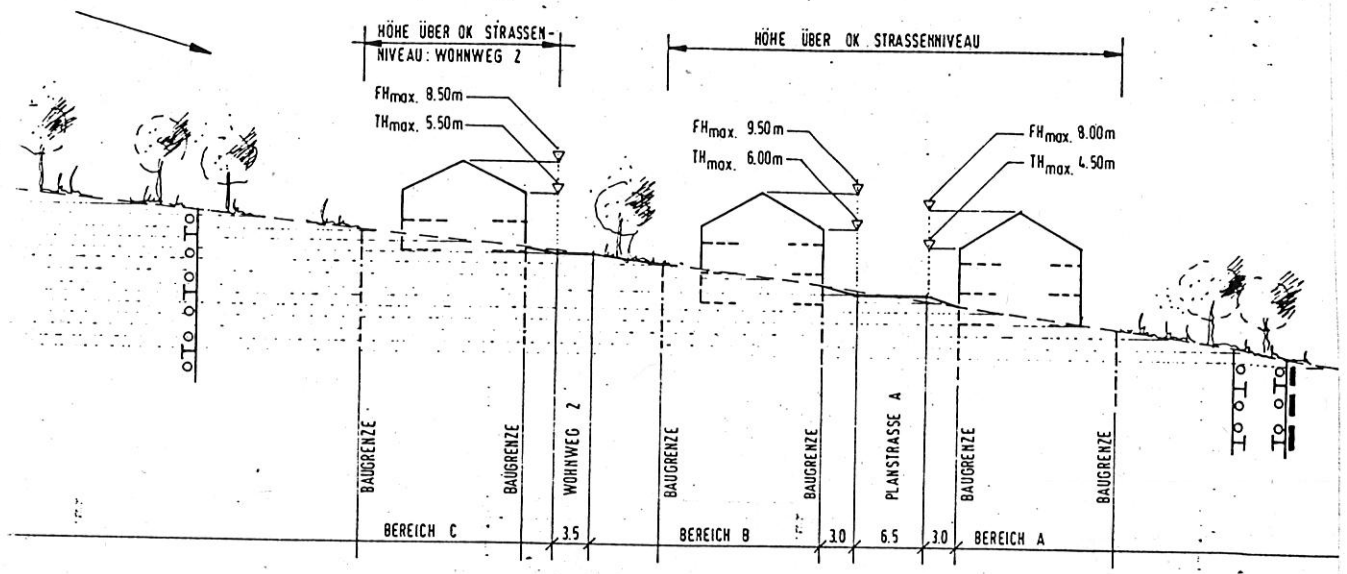 HÖHE ÜBER OK STRASSEN-
NIVEAU: WOHNWEG 2
HÖHE ÜBER OK STRASSENNIVEAU
FHmax. 8.50m
THmax. 5.50m
FHmax. 9.50m
THmax. 6.00m
FHmax. 8.00m
THmax. 4.50m
BAUGRENZE
BAUGRENZE
WOHNWEG 2
BAUGRENZE
BAUGRENZE
PLANSTRASSE A
BAUGRENZE
BAUGRENZE
BEREICH C
3.5
BEREICH B
3.0
6.5
3.0
BEREICH A